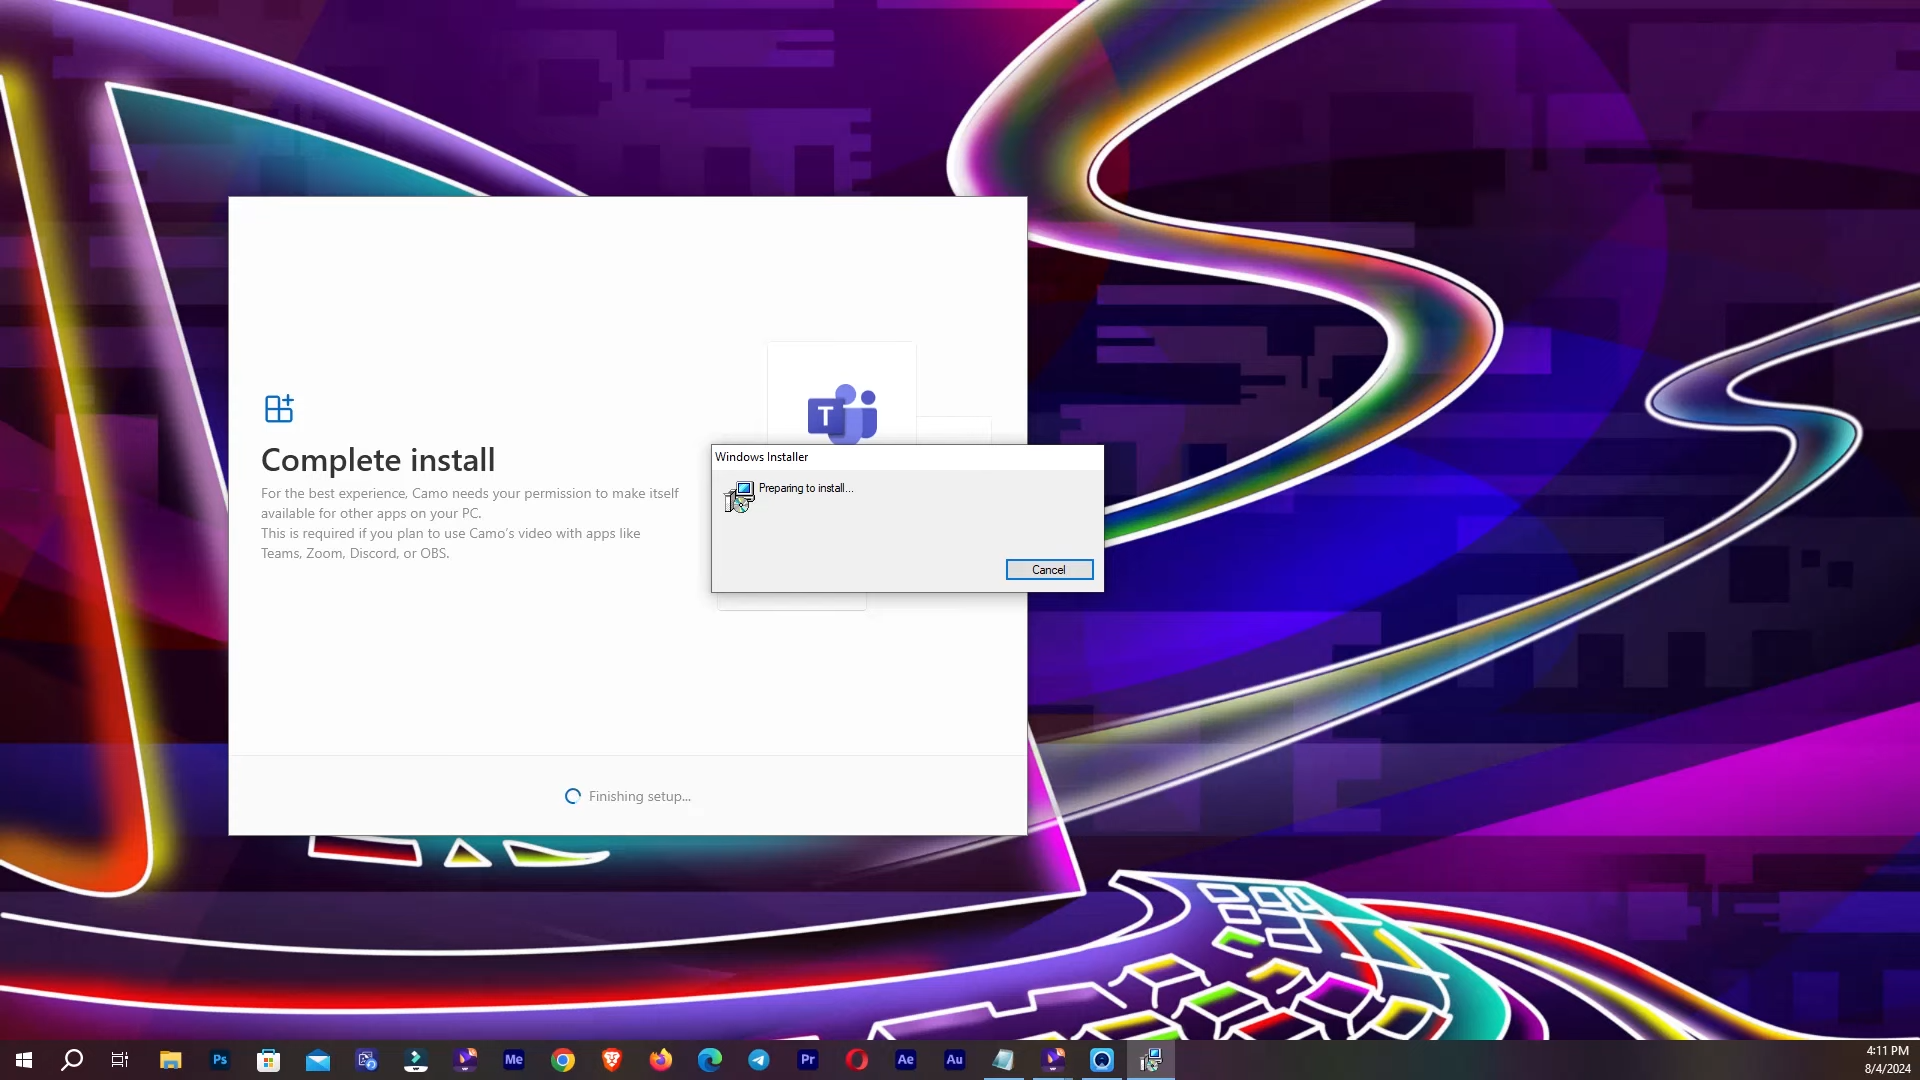 T
Windows Installer
Preparing to install...
Cancel
Complete install
For the best experience, Camo needs your permission to make itself
available for other apps on your PC.
This is required if you plan to use Camo's video with apps like
Teams, Zoom, Discord, or OBS.
Finishing setup...
Ps
Me
Pr
Ae
Au
4:11 PM
8/4/2024